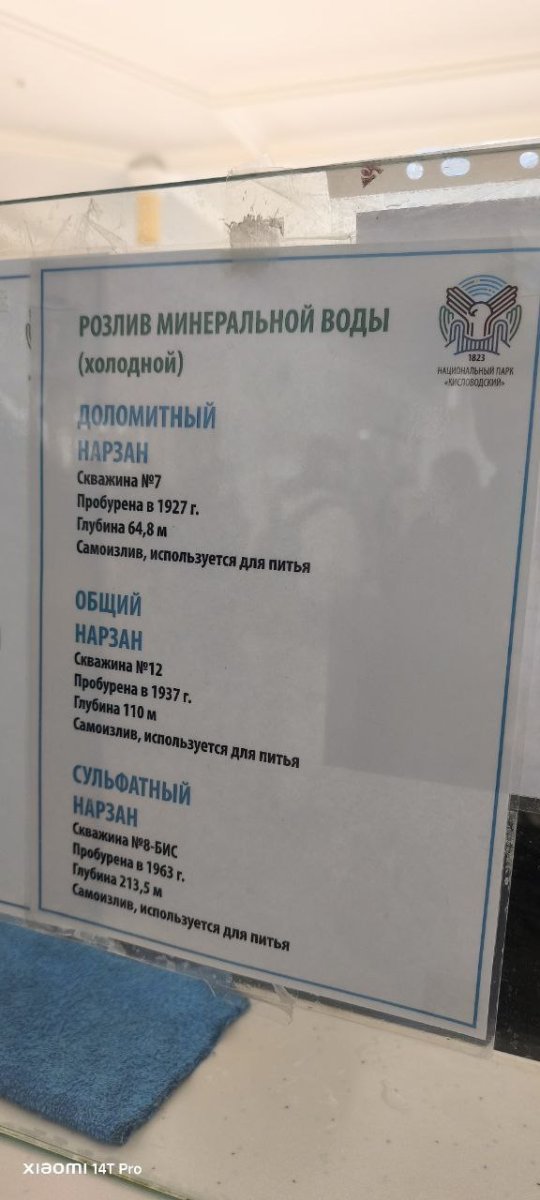 РОЗЛИВ МИНЕРАЛЬНОЙ ВОДЫ
(холодной)
1823
НАЦИОНАЛЬНЫЙ ПАРК
«КИСЛОВОДСКИЙ»
ДОЛОМИТНЫЙ
НАРЗАН
Скважина №7
Пробурена в 1927 г.
Глубина 64,8 м
Самоизлив, используется для питья
ОБЩИЙ
НАРЗАН
Скважина №12
Пробурена в 1937 г.
Глубина 110 м
Самоизлив, используется для питья
СУЛЬФАТНЫЙ
НАРЗАН
Скважина №8-БИС
Пробурена в 1963 г.
Глубина 213,5 м
Самоизлив, используется для питья
xiaomi 14T Pro